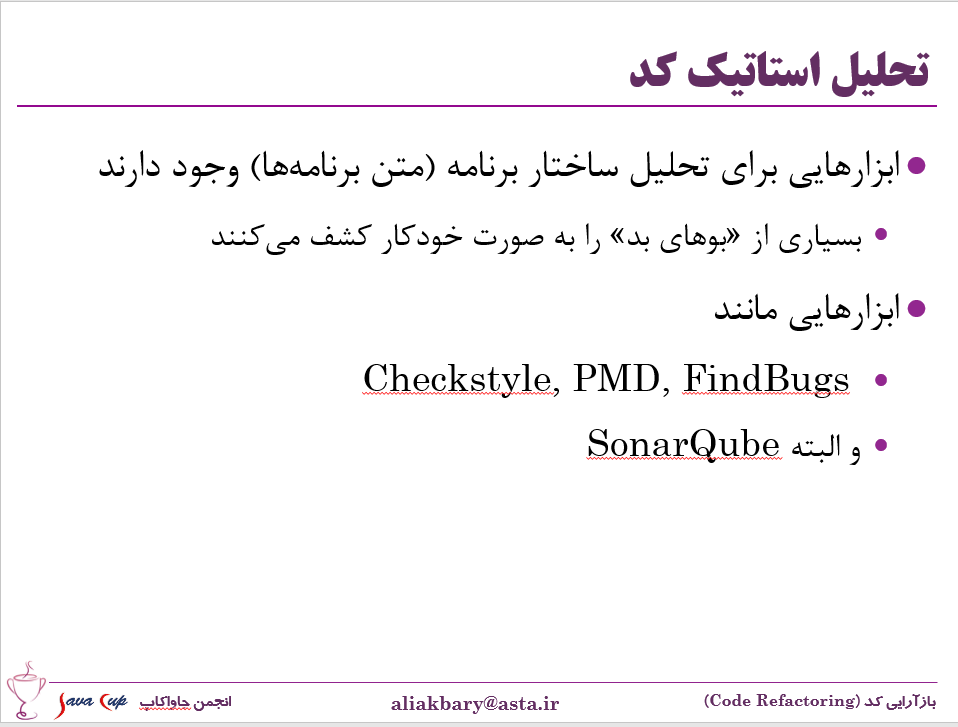 تحلیل استاتیک کد
ابزارهایی برای تحلیل ساختار برنامه (متن برنامه‌ها) وجود دارند
بسیاری از «بوهای بد» را به صورت خودکار کشف می‌کنند
ابزارهایی مانند
Checkstyle, PMD, FindBugs
و البته SonarQube
بازآرایی کد (Code Refactoring)
aliakbary@asta.ir
انجمن جاواکاپ
Java Cup